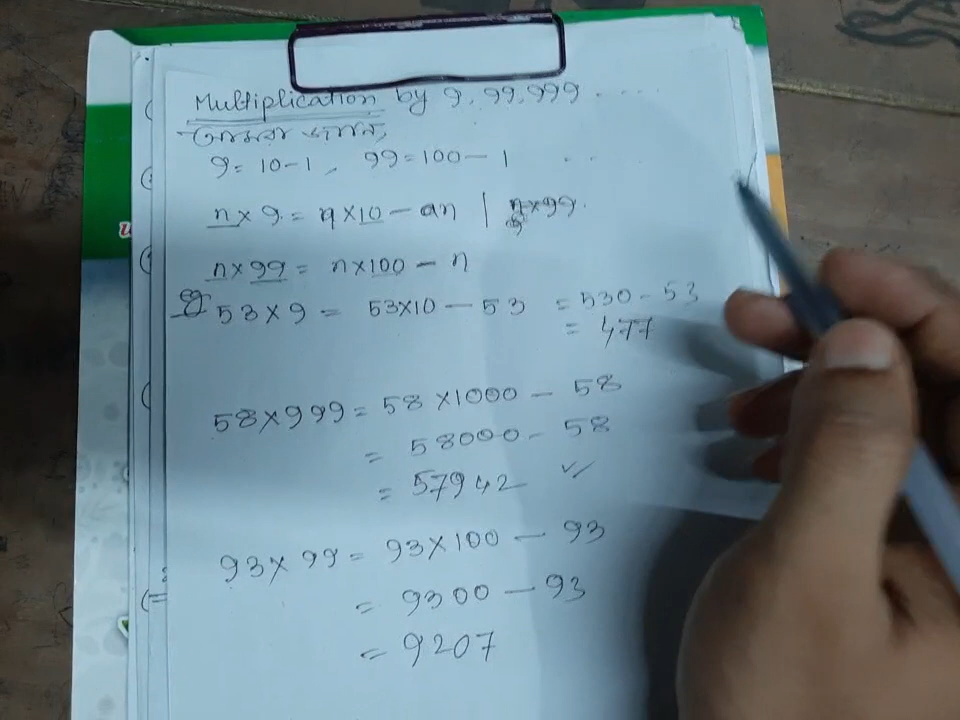 Multiplication by 9, 99, 999 .....
আমরা জানি,
9 = 10-1, 99 = 100-1 ....
n × 9 = n×10 - n | n×99.
n × 99 = n×100 - n
53 × 9 = 53×10 - 53 = 530 - 53
= 477
58 × 999 = 58 × 1000 - 58
= 58000 - 58
= 57942 ✓
93 × 99 = 93×100 - 93
= 9300 - 93
= 9207